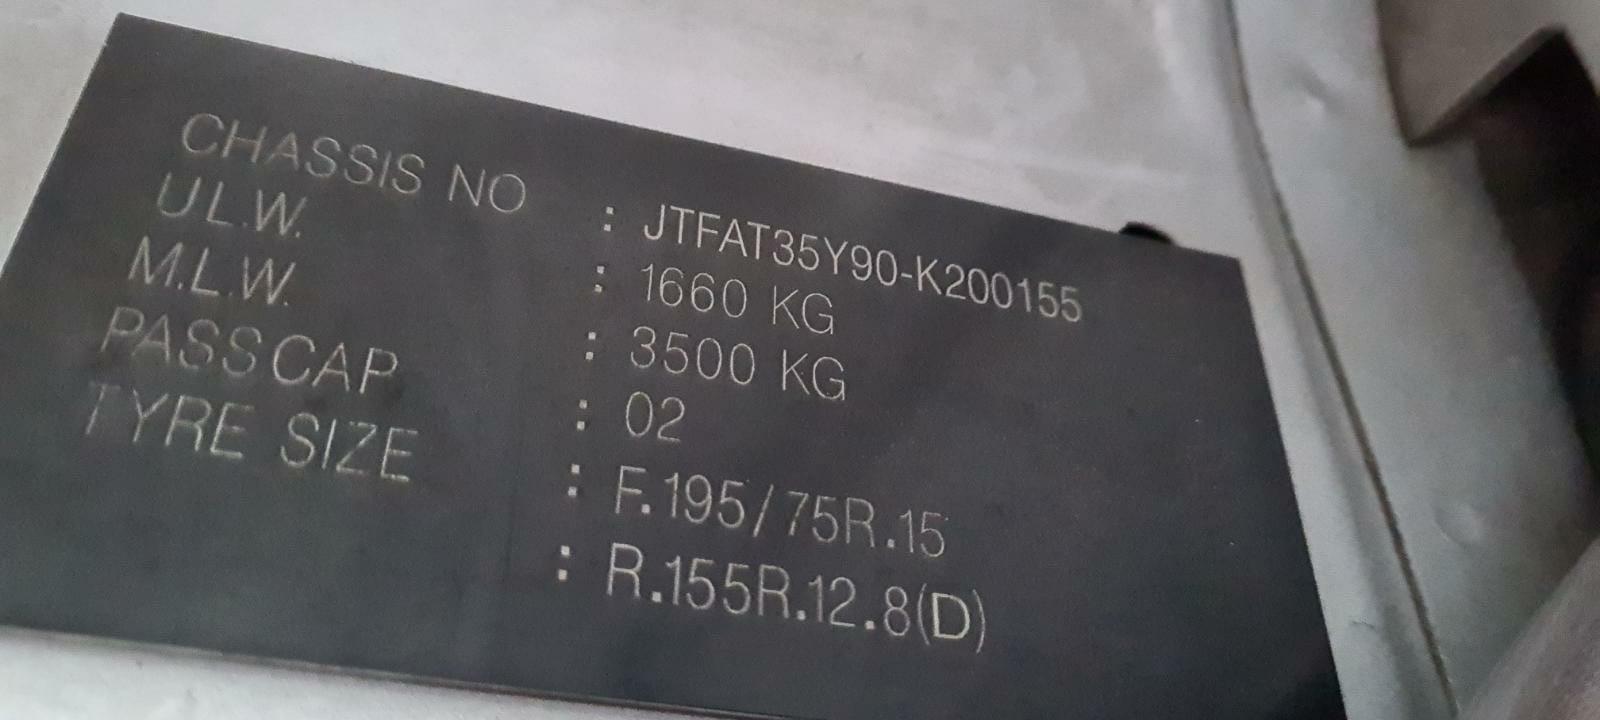 CHASSIS NO : JTFAT35Y90-K200155
U.L.W. : 1660 KG
M.L.W. : 3500 KG
PASS CAP : 02
TYRE SIZE : F.195/75R.15
: R.155R.12.8(D)